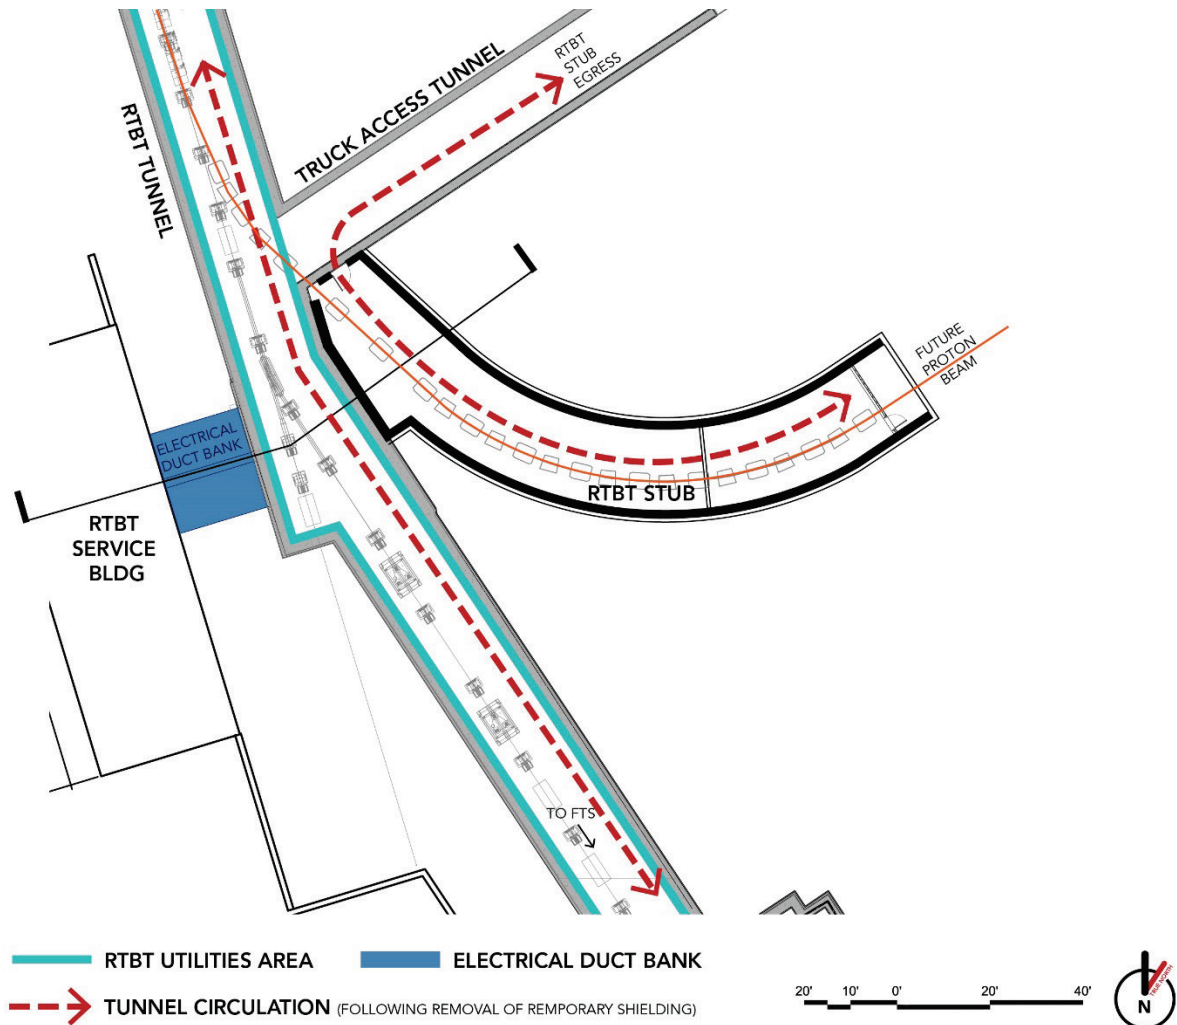 RTBT
STUB
EGRESS
TRUCK ACCESS TUNNEL
RTBT TUNNEL
FUTURE
PROTON
BEAM
ELECTRICAL
DUCT BANK
RTBT STUB
RTBT
SERVICE
BLDG
TO FTS
RTBT UTILITIES AREA
ELECTRICAL DUCT BANK
TUNNEL CIRCULATION (FOLLOWING REMOVAL OF REMPORARY SHIELDING)
20' 10' 0' 20' 40'
TRUE NORTH
N